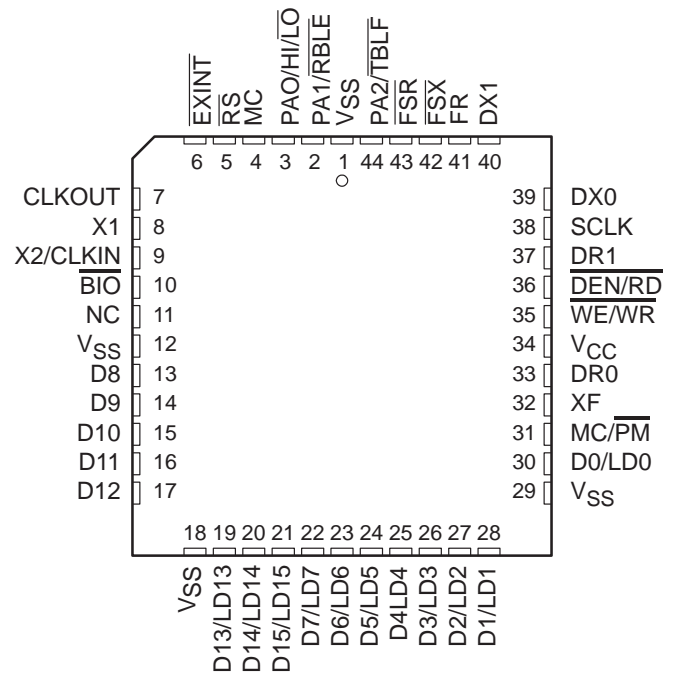 EXINT
RS
MC
PAO/HI/LO
PA1/RBLE
VSS
PA2/TBLF
FSR
FSX
FR
DX1
6 5 4 3 2 1 44 43 42 41 40
CLKOUT 7
X1 8
X2/CLKIN 9
BIO 10
NC 11
VSS 12
D8 13
D9 14
D10 15
D11 16
D12 17
39 DX0
38 SCLK
37 DR1
36 DEN/RD
35 WE/WR
34 VCC
33 DR0
32 XF
31 MC/PM
30 D0/LD0
29 VSS
18 19 20 21 22 23 24 25 26 27 28
VSS
D13/LD13
D14/LD14
D15/LD15
D7/LD7
D6/LD6
D5/LD5
D4LD4
D3/LD3
D2/LD2
D1/LD1